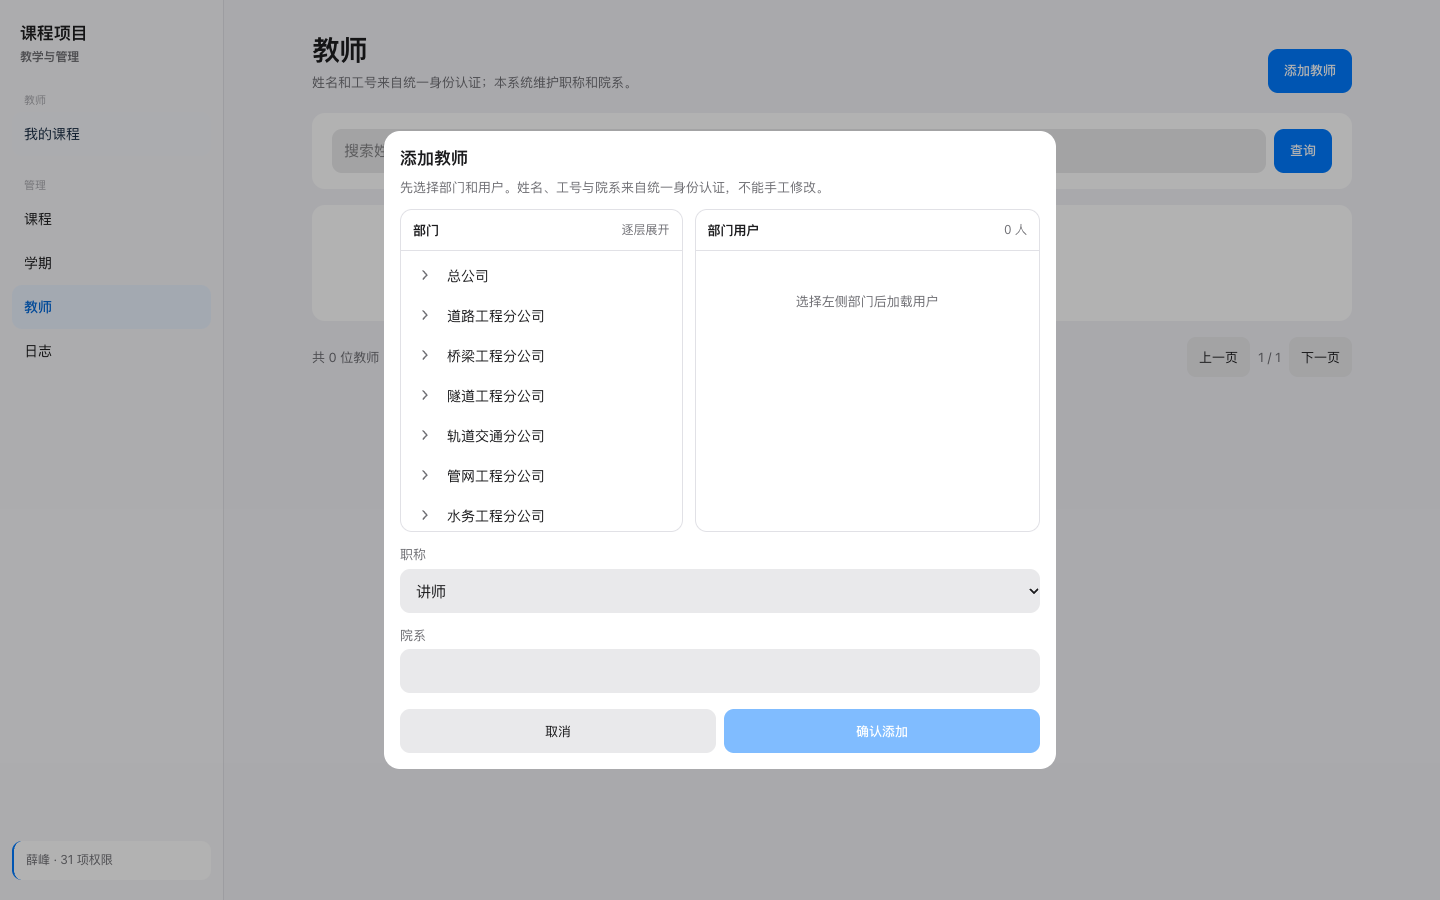 课程项目
教学与管理
教师
我的课程
管理
课程
学期
教师
日志
薛峰 · 31 项权限
教师
姓名和工号来自统一身份认证；本系统维护职称和院系。
添加教师
搜索姓
查询
共 0 位教师
上一页
1 / 1
下一页
添加教师
先选择部门和用户。姓名、工号与院系来自统一身份认证，不能手工修改。
部门
逐层展开
总公司
道路工程分公司
桥梁工程分公司
隧道工程分公司
轨道交通分公司
管网工程分公司
水务工程分公司
部门用户
0 人
选择左侧部门后加载用户
职称
讲师
院系
取消
确认添加